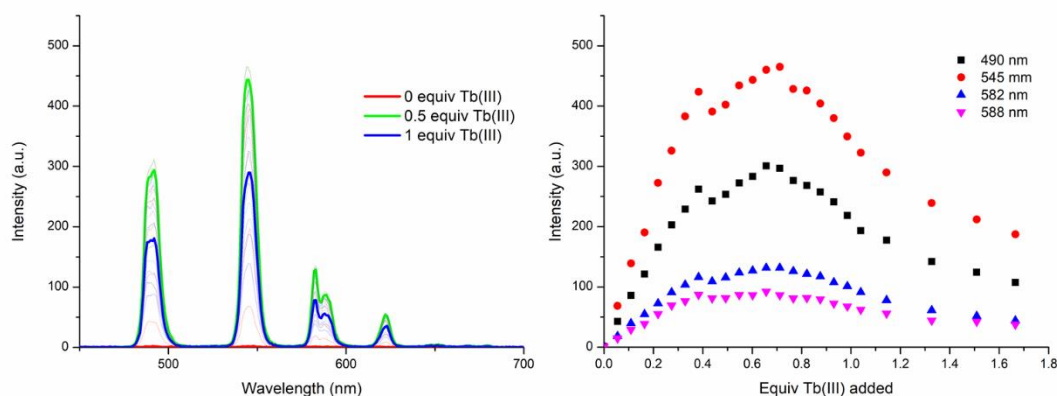 500
400
300
200
100
0
Intensity (a.u.)
0 equiv Tb(III)
0.5 equiv Tb(III)
1 equiv Tb(III)
500 600 700
Wavelength (nm)
500
400
300
200
100
0
Intensity (a.u.)
490 nm
545 mm
582 nm
588 nm
0.0 0.2 0.4 0.6 0.8 1.0 1.2 1.4 1.6 1.8
Equiv Tb(III) added